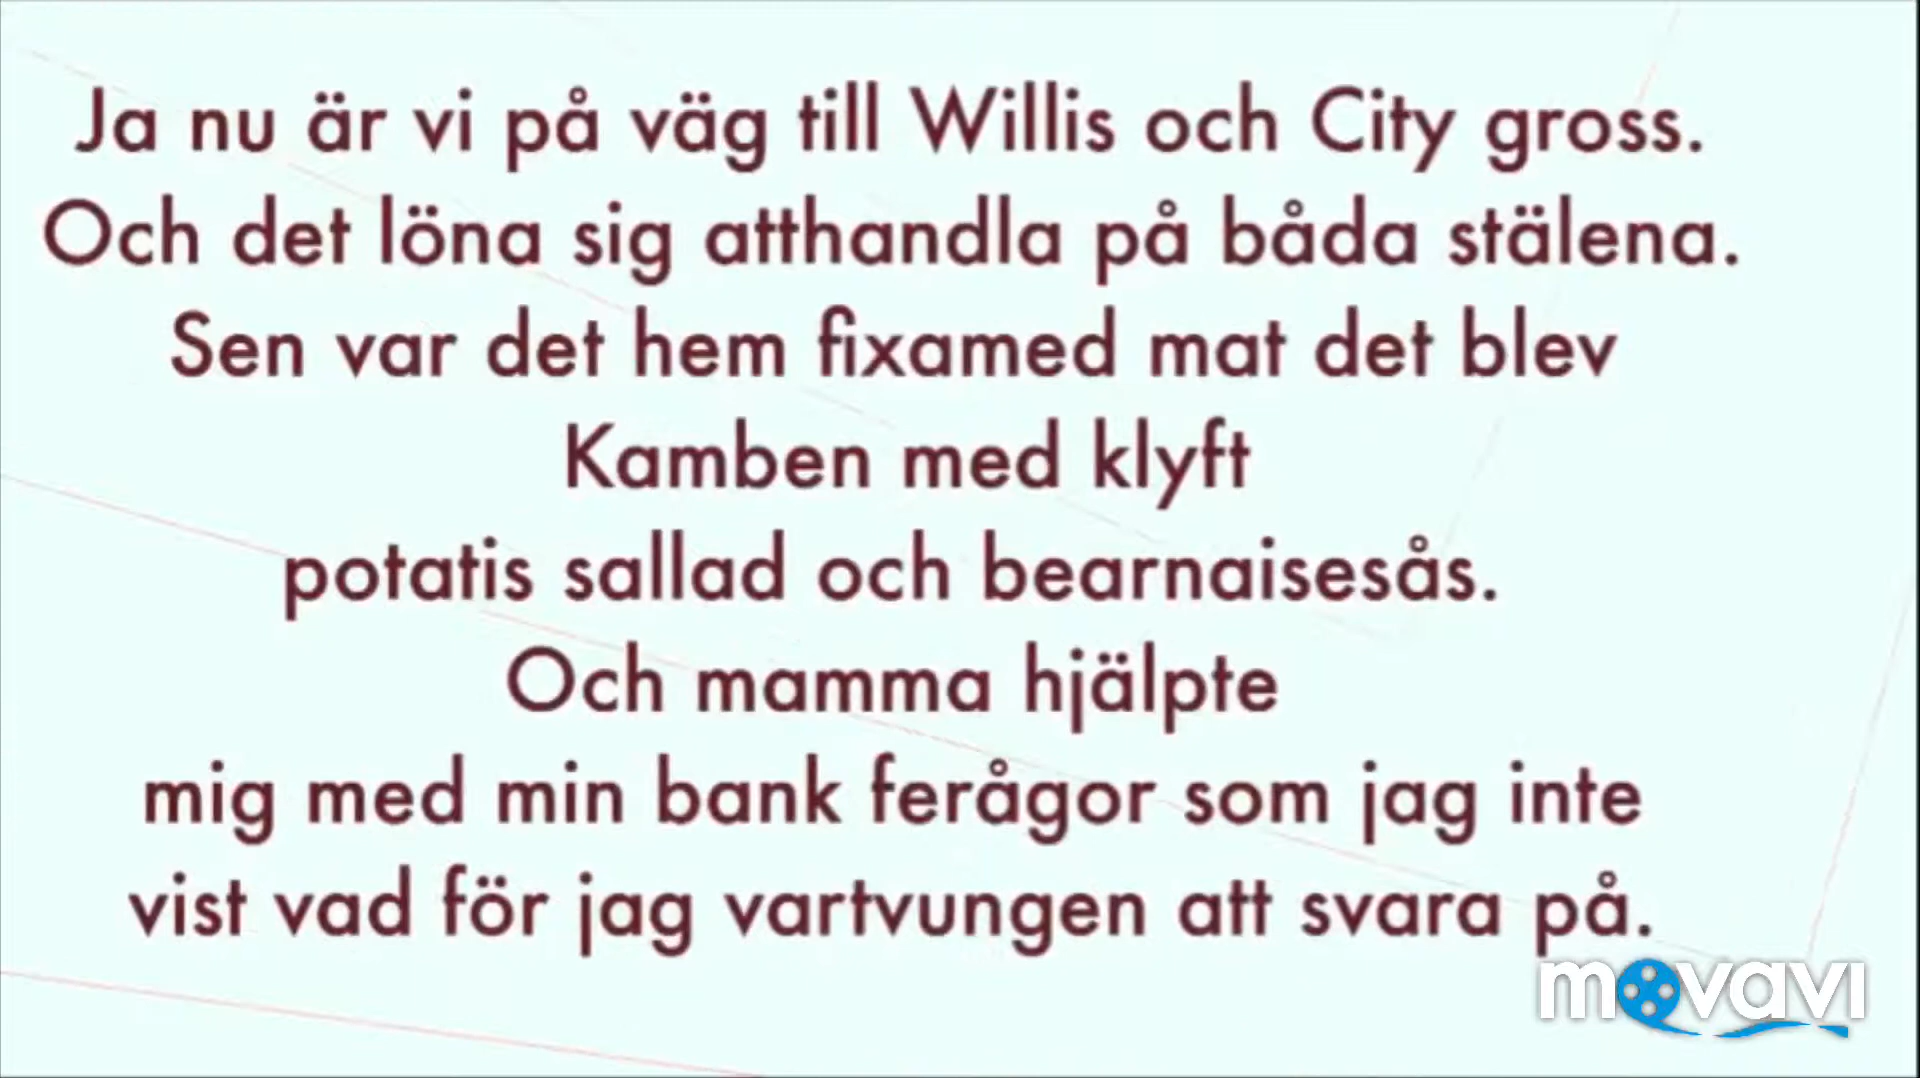 Ja nu är vi på väg till Willis och City gross.
Och det löna sig atthandla på båda stälena.
Sen var det hem fixamed mat det blev
Kamben med klyft
potatis sallad och bearnaisesås.
Och mamma hjälpte
mig med min bank ferågor som jag inte
vist vad för jag vartvungen att svara på.
movavi